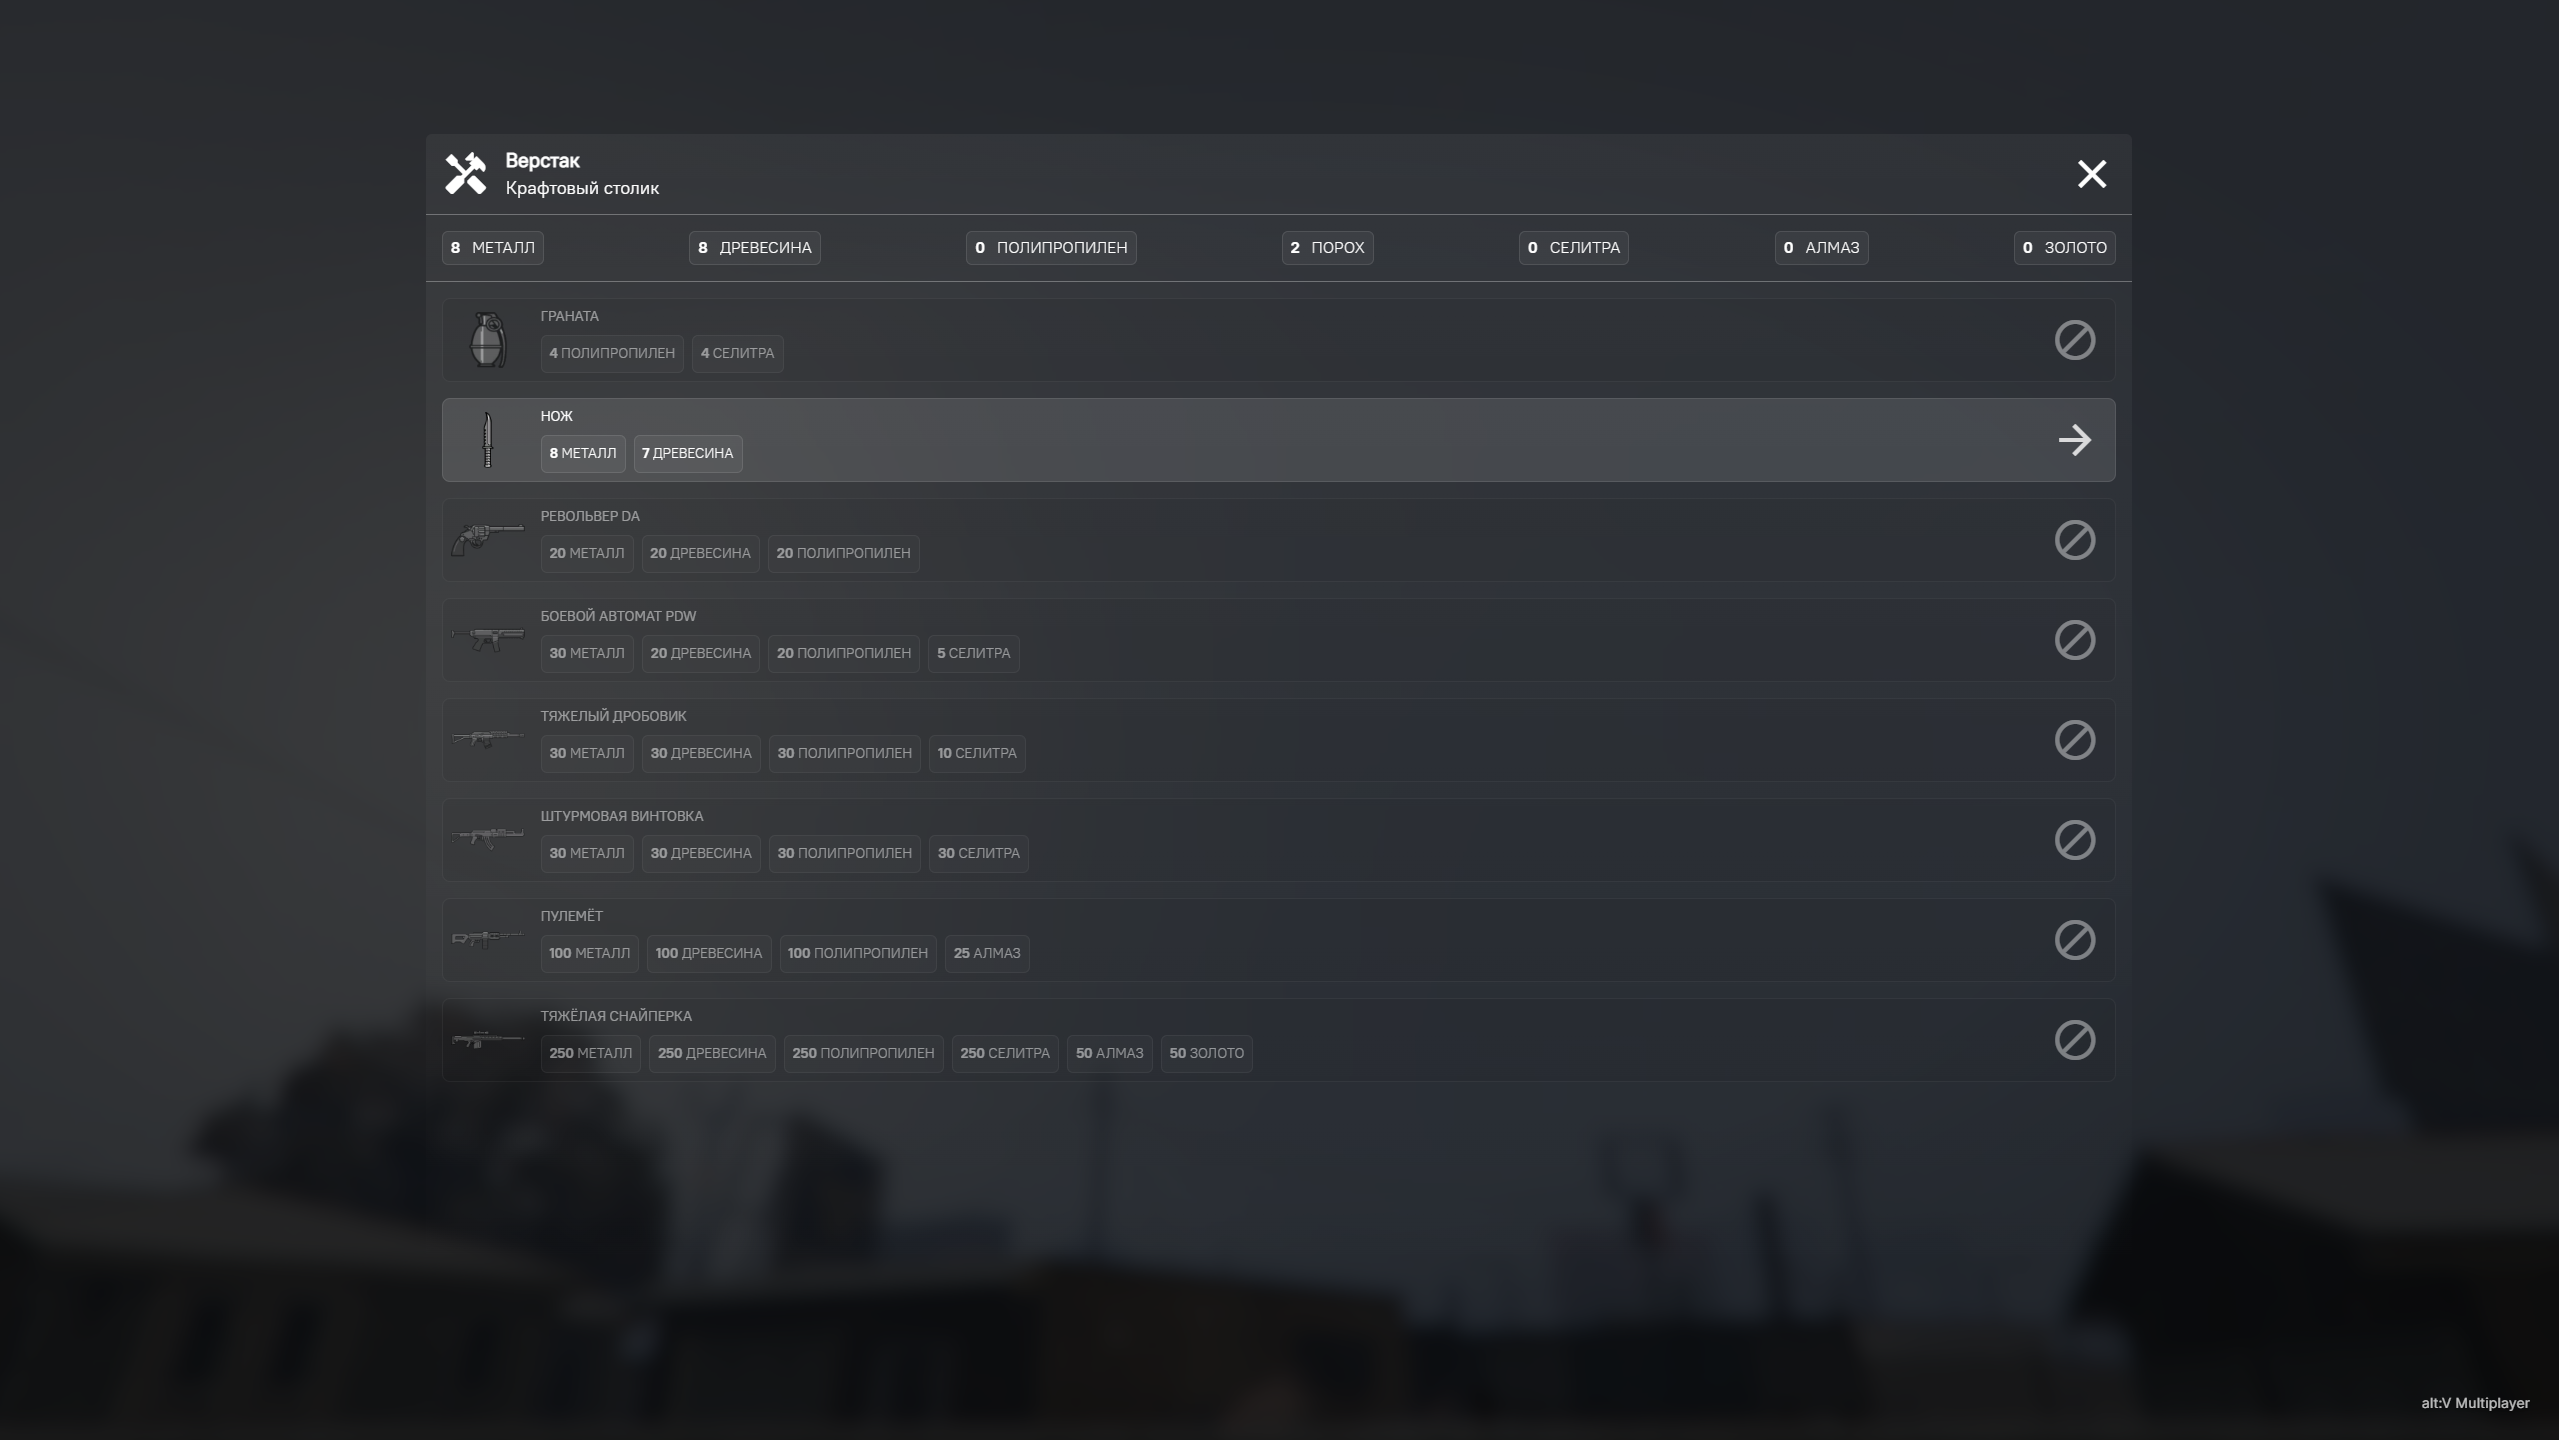 Верстак
Крафтовый столик
8 МЕТАЛЛ 8 ДРЕВЕСИНА 0 ПОЛИПРОПИЛЕН 2 ПОРОХ 0 СЕЛИТРА 0 АЛМАЗ 0 ЗОЛОТО
ГРАНАТА
4 ПОЛИПРОПИЛЕН 4 СЕЛИТРА
НОЖ
8 МЕТАЛЛ 7 ДРЕВЕСИНА
РЕВОЛЬВЕР DA
20 МЕТАЛЛ 20 ДРЕВЕСИНА 20 ПОЛИПРОПИЛЕН
БОЕВОЙ АВТОМАТ PDW
30 МЕТАЛЛ 20 ДРЕВЕСИНА 20 ПОЛИПРОПИЛЕН 5 СЕЛИТРА
ТЯЖЕЛЫЙ ДРОБОВИК
30 МЕТАЛЛ 30 ДРЕВЕСИНА 30 ПОЛИПРОПИЛЕН 10 СЕЛИТРА
ШТУРМОВАЯ ВИНТОВКА
30 МЕТАЛЛ 30 ДРЕВЕСИНА 30 ПОЛИПРОПИЛЕН 30 СЕЛИТРА
ПУЛЕМЁТ
100 МЕТАЛЛ 100 ДРЕВЕСИНА 100 ПОЛИПРОПИЛЕН 25 АЛМАЗ
ТЯЖЁЛАЯ СНАЙПЕРКА
250 МЕТАЛЛ 250 ДРЕВЕСИНА 250 ПОЛИПРОПИЛЕН 250 СЕЛИТРА 50 АЛМАЗ 50 ЗОЛОТО
alt:V Multiplayer